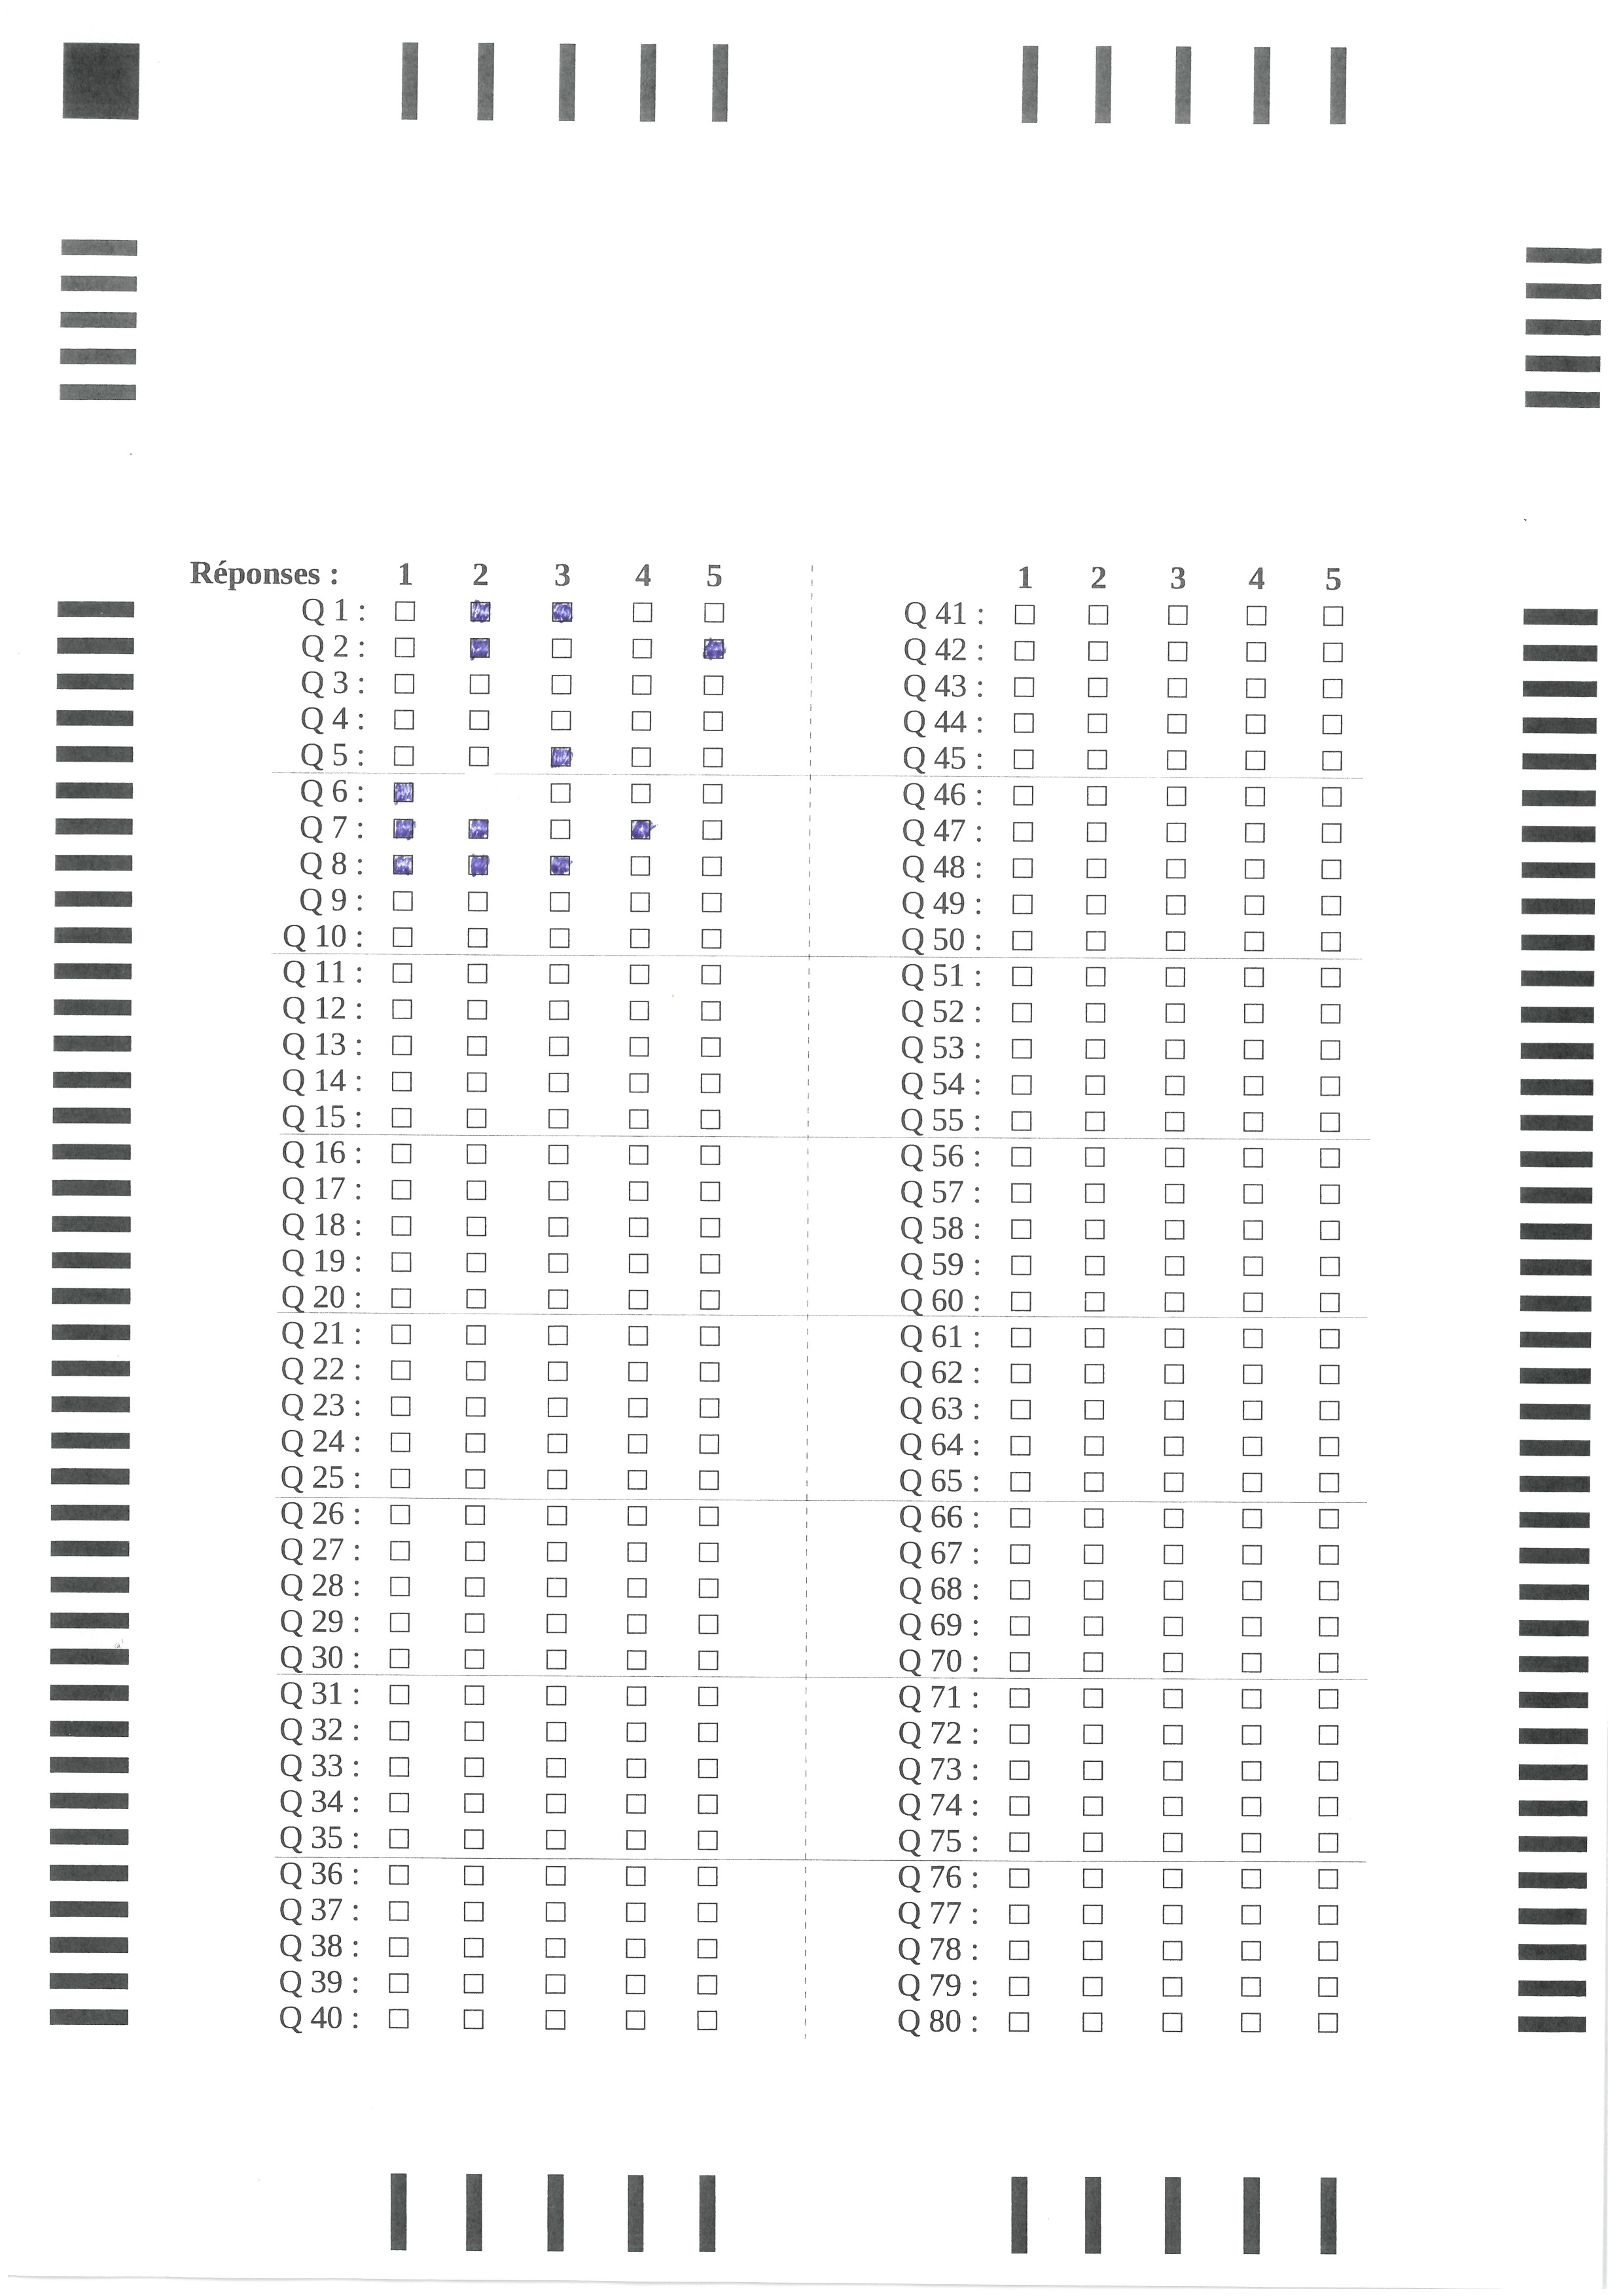 Réponses : 1 2 3 4 5
Q 1 :
Q 2 :
Q 3 :
Q 4 :
Q 5 :
Q 6 :
Q 7 :
Q 8 :
Q 9 :
Q 10 :
Q 11 :
Q 12 :
Q 13 :
Q 14 :
Q 15 :
Q 16 :
Q 17 :
Q 18 :
Q 19 :
Q 20 :
Q 21 :
Q 22 :
Q 23 :
Q 24 :
Q 25 :
Q 26 :
Q 27 :
Q 28 :
Q 29 :
Q 30 :
Q 31 :
Q 32 :
Q 33 :
Q 34 :
Q 35 :
Q 36 :
Q 37 :
Q 38 :
Q 39 :
Q 40 :
1 2 3 4 5
Q 41 :
Q 42 :
Q 43 :
Q 44 :
Q 45 :
Q 46 :
Q 47 :
Q 48 :
Q 49 :
Q 50 :
Q 51 :
Q 52 :
Q 53 :
Q 54 :
Q 55 :
Q 56 :
Q 57 :
Q 58 :
Q 59 :
Q 60 :
Q 61 :
Q 62 :
Q 63 :
Q 64 :
Q 65 :
Q 66 :
Q 67 :
Q 68 :
Q 69 :
Q 70 :
Q 71 :
Q 72 :
Q 73 :
Q 74 :
Q 75 :
Q 76 :
Q 77 :
Q 78 :
Q 79 :
Q 80 :